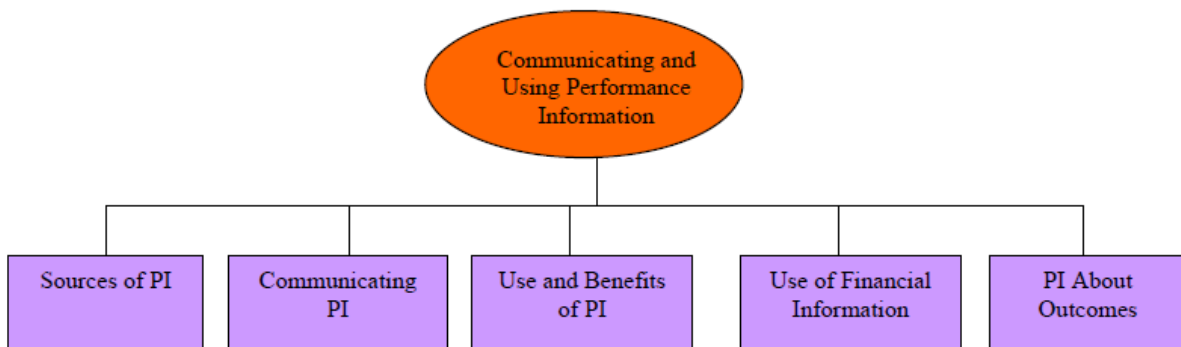 Communicating and
Using Performance
Information
Sources of PI
Communicating
PI
Use and Benefits
of PI
Use of Financial
Information
PI About
Outcomes